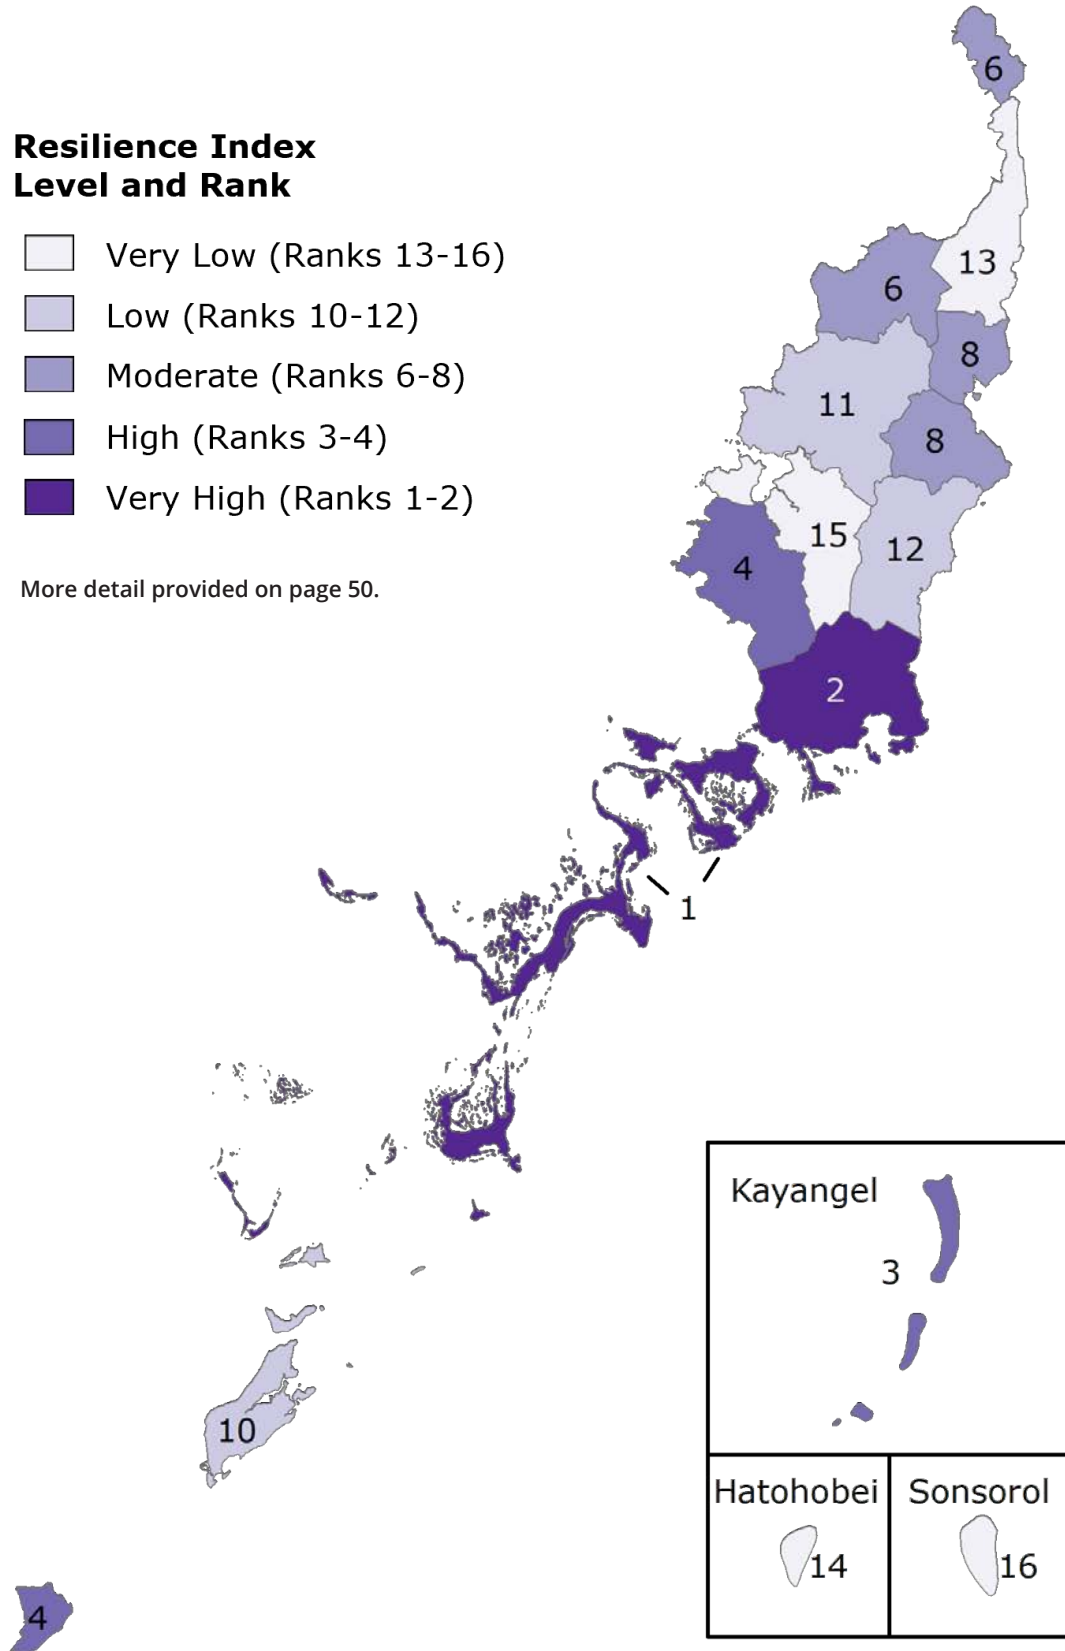 Resilience Index
Level and Rank
Very Low (Ranks 13-16)
Low (Ranks 10-12)
Moderate (Ranks 6-8)
High (Ranks 3-4)
Very High (Ranks 1-2)
More detail provided on page 50.
6
13
6
8
11
8
15
12
4
2
1
10
4
Kayangel
3
Hatohobei
14
Sonsorol
16